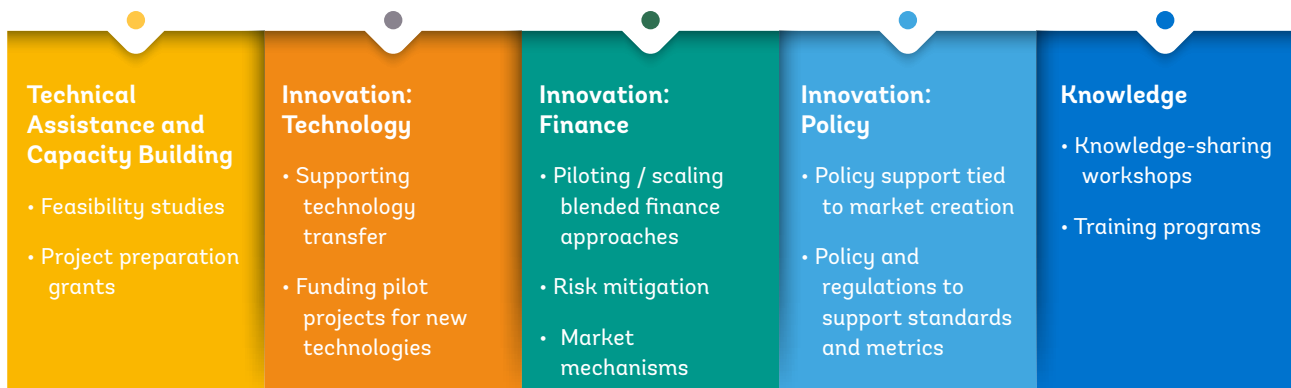 Technical
Assistance and
Capacity Building
• Feasibility studies
• Project preparation
grants
Innovation:
Technology
• Supporting
technology
transfer
• Funding pilot
projects for new
technologies
Innovation:
Finance
• Piloting / scaling
blended finance
approaches
• Risk mitigation
• Market
mechanisms
Innovation:
Policy
• Policy support tied
to market creation
• Policy and
regulations to
support standards
and metrics
Knowledge
• Knowledge-sharing
workshops
• Training programs